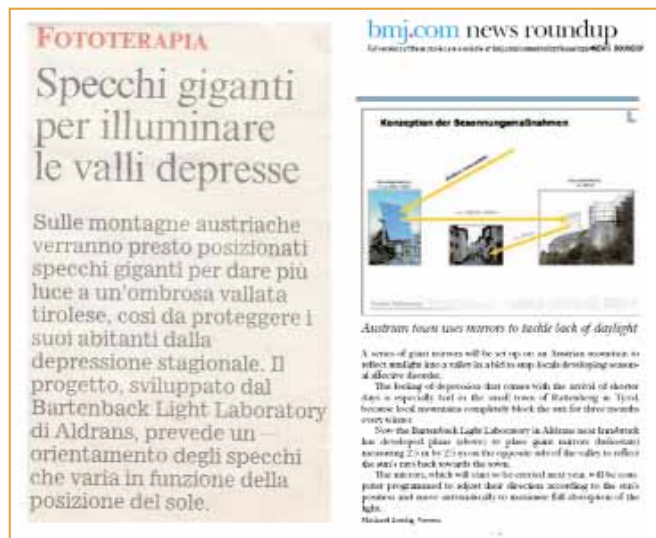 FOTOTERAPIA
Specchi giganti
per illuminare
le valli depresse
Sulle montagne austriache
verranno presto posizionati
specchi giganti per dare più
luce a un'ombrosa vallata
tirolese, così da proteggere i
suoi abitanti dalla
depressione stagionale. Il
progetto, sviluppato dal
Bartenback Light Laboratory
di Aldrans, prevede un
orientamento degli specchi
che varia in funzione della
posizione del sole.
bmj.com news roundup
Konzeption der Besonnungsmaßnahmen
Austrian town uses mirrors to tackle lack of daylight
A series of giant mirrors will be set up on an Austrian mountain to
reflect sunlight into a valley in a bid to stop locals developing season-
al affective disorder.
The feeling of depression that comes with the arrival of shorter
days is especially bad in the small town of Rattenberg in Tyrol,
because local mountains completely block the sun for three months
every winter.
Now the Bartenbach Light Laboratory in Aldrans near Innsbruck
has developed plans (above) to place giant mirrors (heliostats)
measuring 2.5 m by 2.5 m on the opposite side of the valley to reflect
the sun's rays back towards the town.
The mirrors, which will start to be erected next year, will be com-
puter programmed to adjust their direction according to the sun's
position and move automatically to maximise full absorption of the
light.